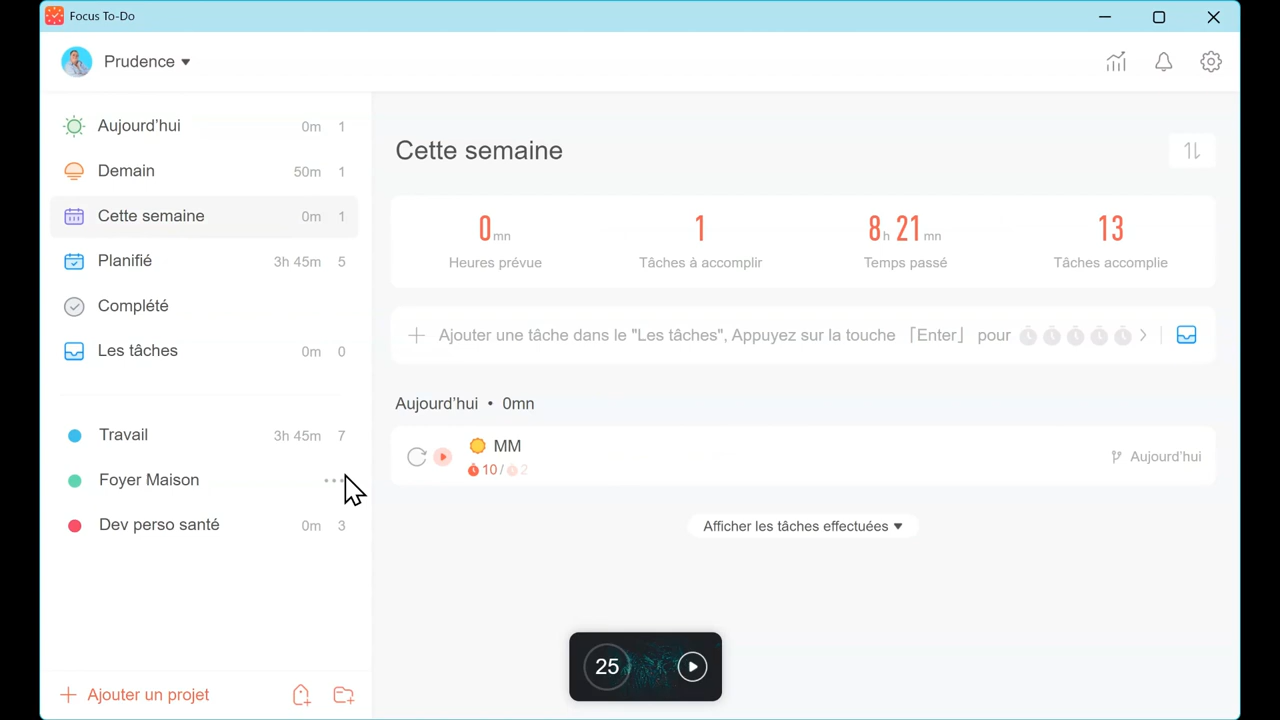 Focus To-Do
Prudence
Aujourd'hui 0m 1
Demain 50m 1
Cette semaine 0m 1
Planifié 3h 45m 5
Complété
Les tâches 0m 0
Travail 3h 45m 7
Foyer Maison
Dev perso santé 0m 3
Ajouter un projet
Cette semaine
0mn 1 8h 21mn 13
Heures prévue Tâches à accomplir Temps passé Tâches accomplie
Ajouter une tâche dans le "Les tâches", Appuyez sur la touche 「Enter」 pour
Aujourd'hui • 0mn
MM
10 / 2
Aujourd'hui
Afficher les tâches effectuées
25